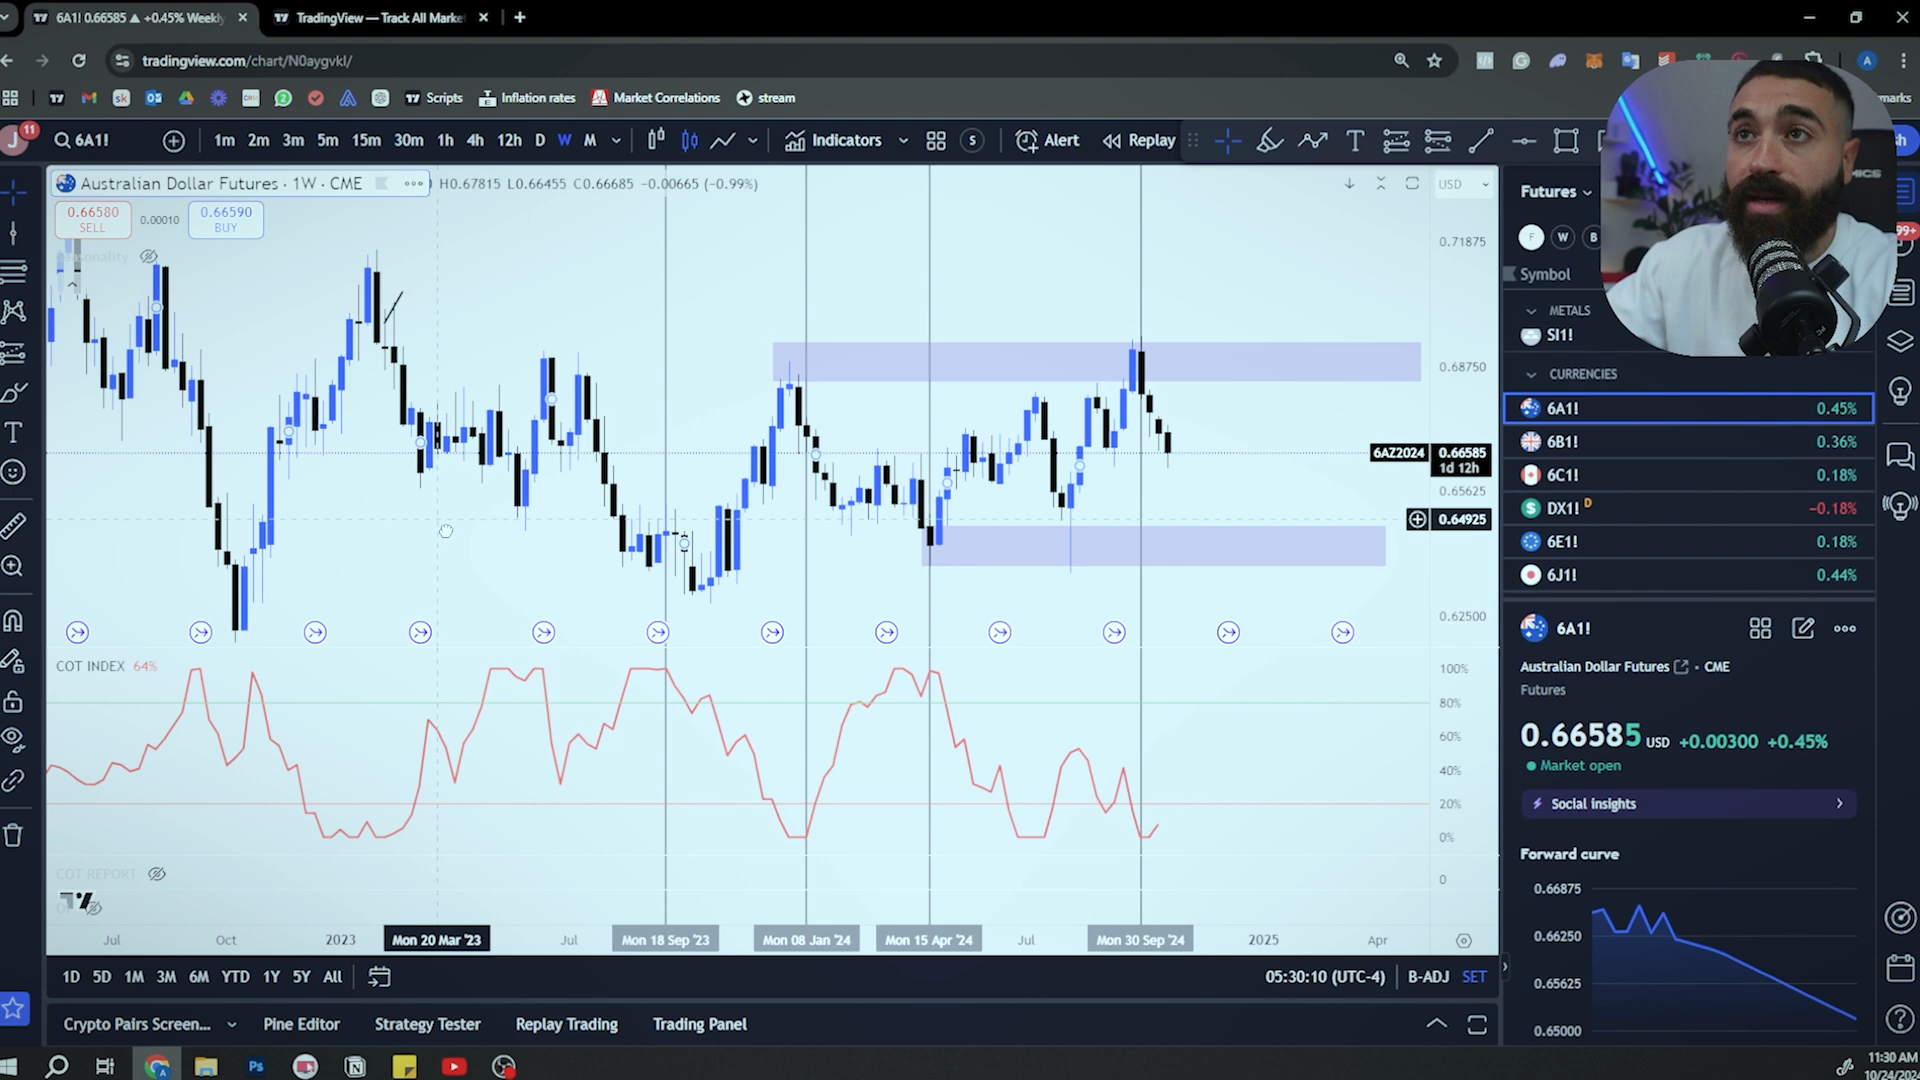 6A1! 0.66585 ▲ +0.45% Weekly
TradingView — Track All Marke
tradingview.com/chart/N0aygvkl/
A
Scripts
Inflation rates
Market Correlations
stream
marks
J
11
6A1!
1m 2m 3m 5m 15m 30m 1h 4h 12h D W M
Indicators
S
Alert
Replay
Australian Dollar Futures · 1W · CME
H0.67815 L0.66455 C0.66685 -0.00665 (-0.99%)
USD
0.66580
SELL
0.00010
0.66590
BUY
0.71875
0.68750
6AZ2024
0.66585
1d 12h
0.65625
0.64925
0.62500
COT INDEX 64%
100%
80%
60%
40%
20%
0%
COT REPORT
0
Jul
Oct
2023
Mon 20 Mar '23
Jul
Mon 18 Sep '23
Mon 08 Jan '24
Mon 15 Apr '24
Jul
Mon 30 Sep '24
2025
Apr
1D 5D 1M 3M 6M YTD 1Y 5Y All
05:30:10 (UTC-4)
B-ADJ
SET
Crypto Pairs Screen...
Pine Editor
Strategy Tester
Replay Trading
Trading Panel
Futures
F
W
B
99+
Symbol
METALS
SI1!
CURRENCIES
6A1! 0.45%
6B1! 0.36%
6C1! 0.18%
DX1! D -0.18%
6E1! 0.18%
6J1! 0.44%
6A1!
Australian Dollar Futures · CME
Futures
0.66585 USD +0.00300 +0.45%
Market open
Social insights
Forward curve
0.66875
0.66250
0.65625
0.65000
11:30 AM
10/24/202